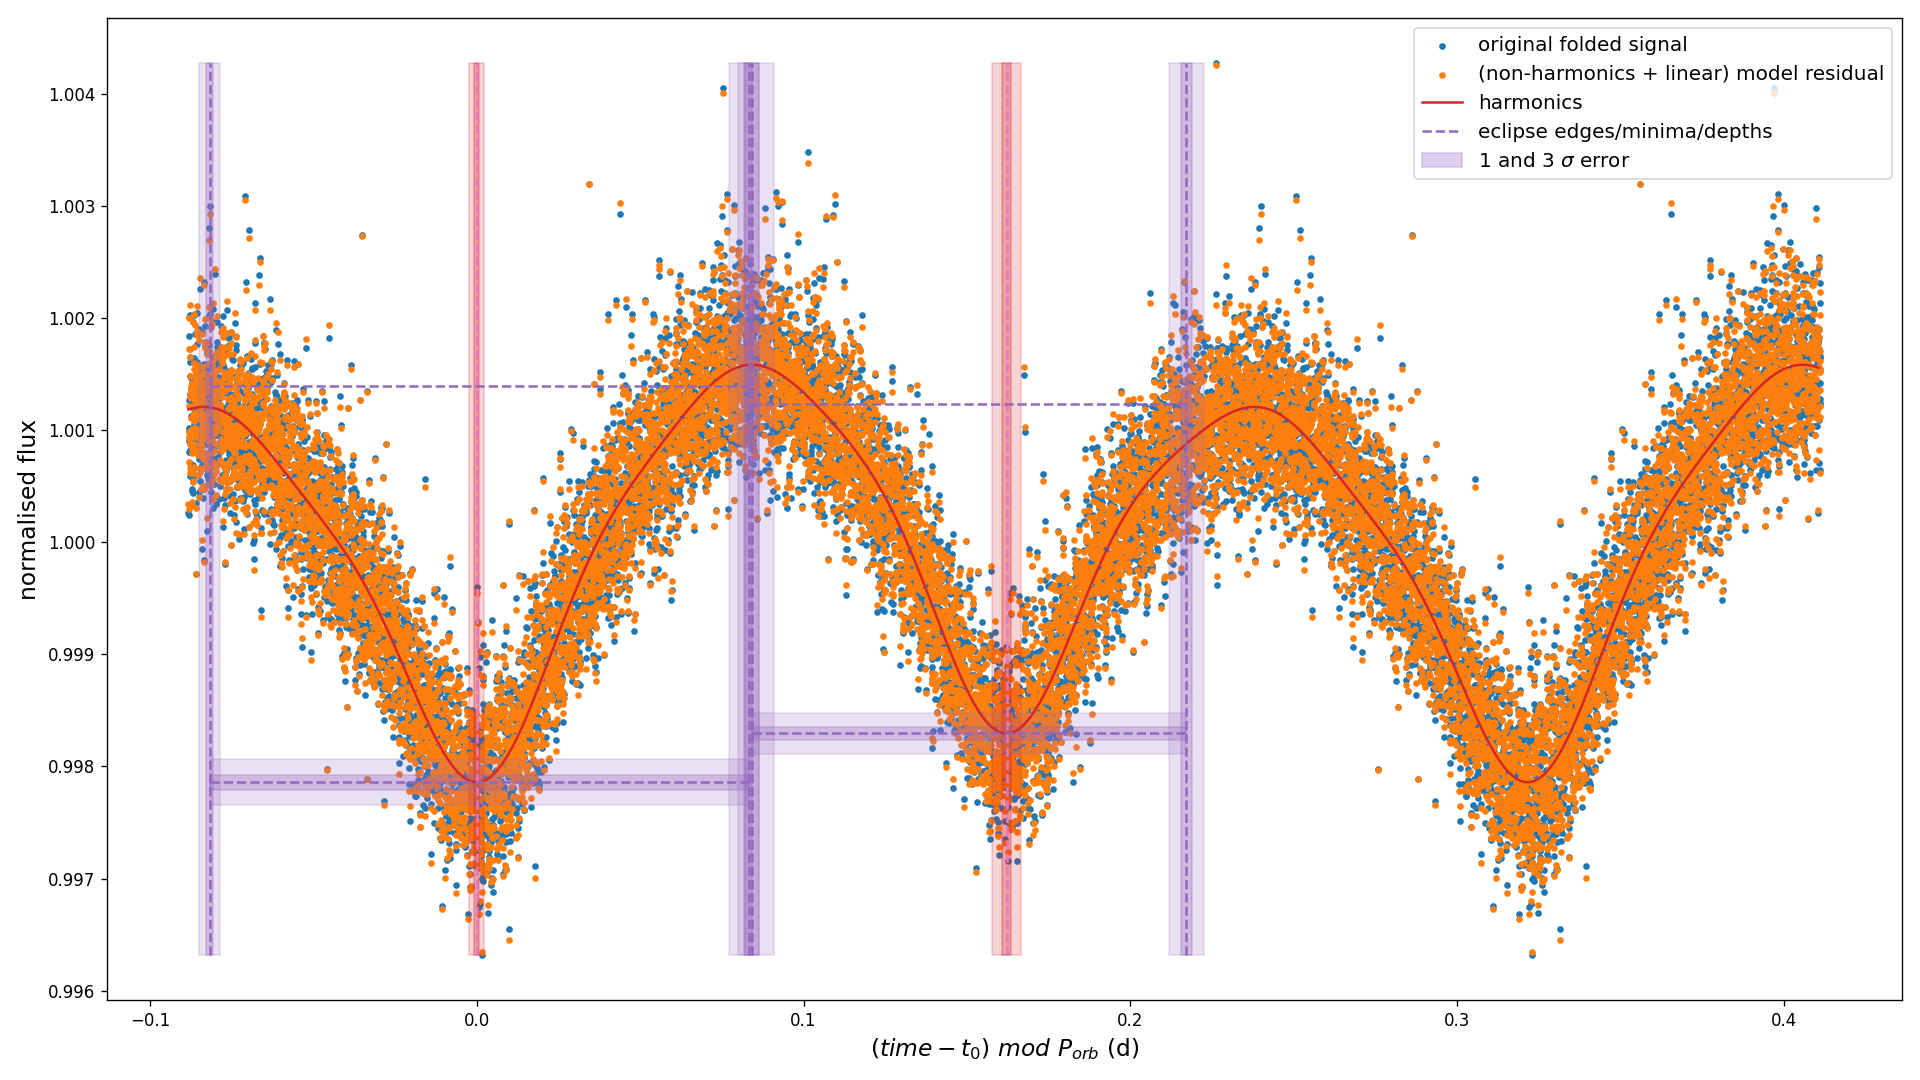 original folded signal
(non-harmonics + linear) model residual
harmonics
eclipse edges/minima/depths
1 and 3 σ error
normalised flux
1.004
1.003
1.002
1.001
1.000
0.999
0.998
0.997
0.996
−0.1 0.0 0.1 0.2 0.3 0.4
(time − t₀) mod Pₒᵣb (d)